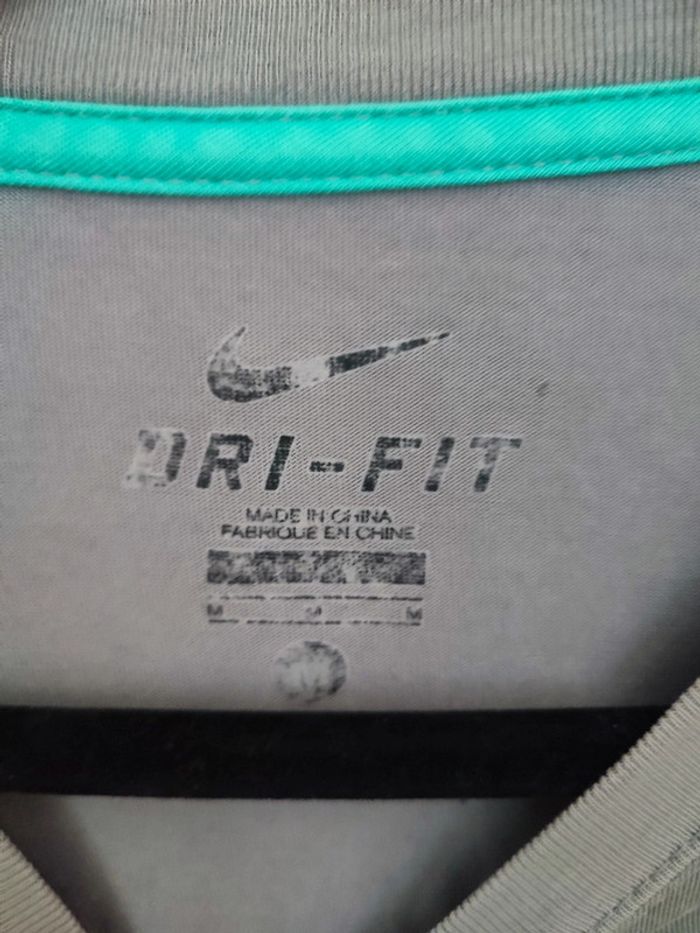 DRI-FIT
MADE IN CHINA
FABRIQUE EN CHINE
M M M